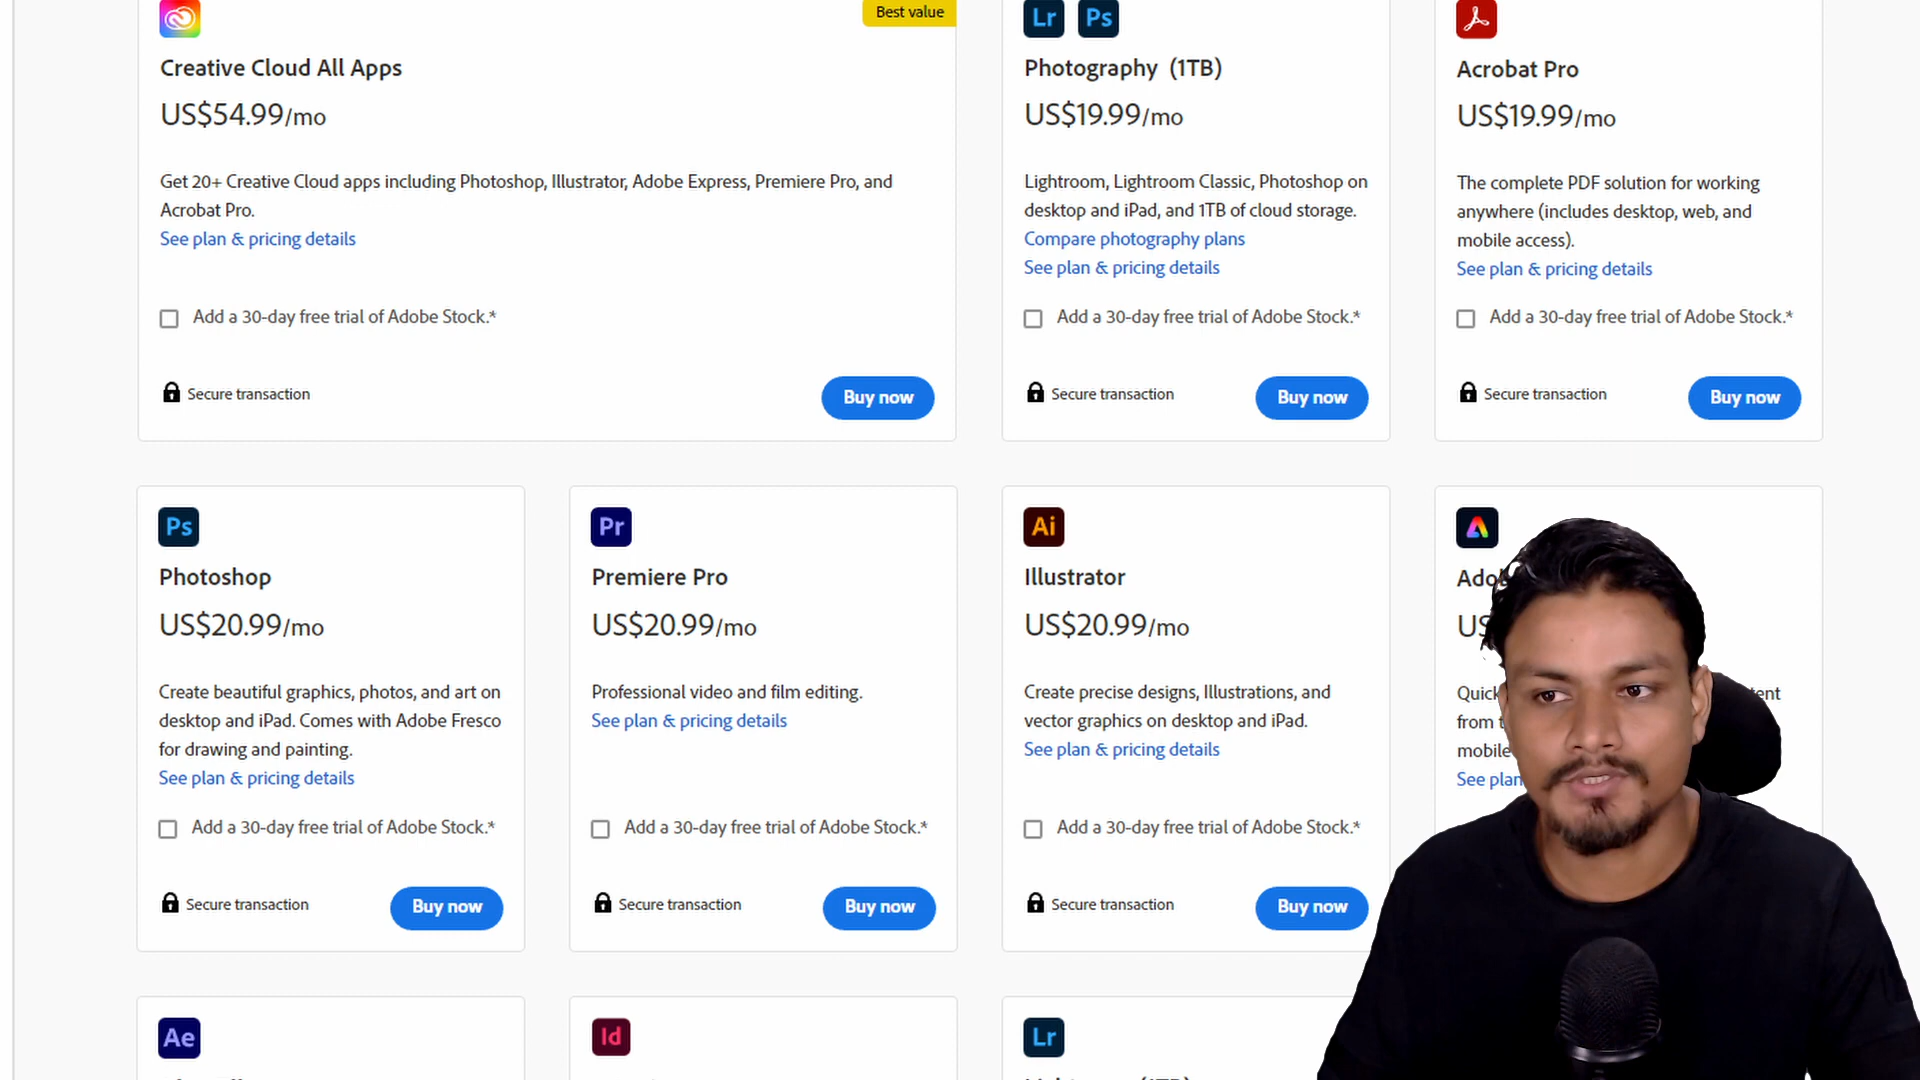 Best value
Creative Cloud All Apps
US$54.99/mo
Get 20+ Creative Cloud apps including Photoshop, Illustrator, Adobe Express, Premiere Pro, and
Acrobat Pro.
See plan & pricing details
Add a 30-day free trial of Adobe Stock.*
Secure transaction
Buy now
Lr Ps
Photography (1TB)
US$19.99/mo
Lightroom, Lightroom Classic, Photoshop on
desktop and iPad, and 1TB of cloud storage.
Compare photography plans
See plan & pricing details
Add a 30-day free trial of Adobe Stock.*
Secure transaction
Buy now
Acrobat Pro
US$19.99/mo
The complete PDF solution for working
anywhere (includes desktop, web, and
mobile access).
See plan & pricing details
Add a 30-day free trial of Adobe Stock.*
Secure transaction
Buy now
Ps
Photoshop
US$20.99/mo
Create beautiful graphics, photos, and art on
desktop and iPad. Comes with Adobe Fresco
for drawing and painting.
See plan & pricing details
Add a 30-day free trial of Adobe Stock.*
Secure transaction
Buy now
Pr
Premiere Pro
US$20.99/mo
Professional video and film editing.
See plan & pricing details
Add a 30-day free trial of Adobe Stock.*
Secure transaction
Buy now
Ai
Illustrator
US$20.99/mo
Create precise designs, Illustrations, and
vector graphics on desktop and iPad.
See plan & pricing details
Add a 30-day free trial of Adobe Stock.*
Secure transaction
Buy now
US
Quick
from
mobile
See plan
Ae
Id
Lr